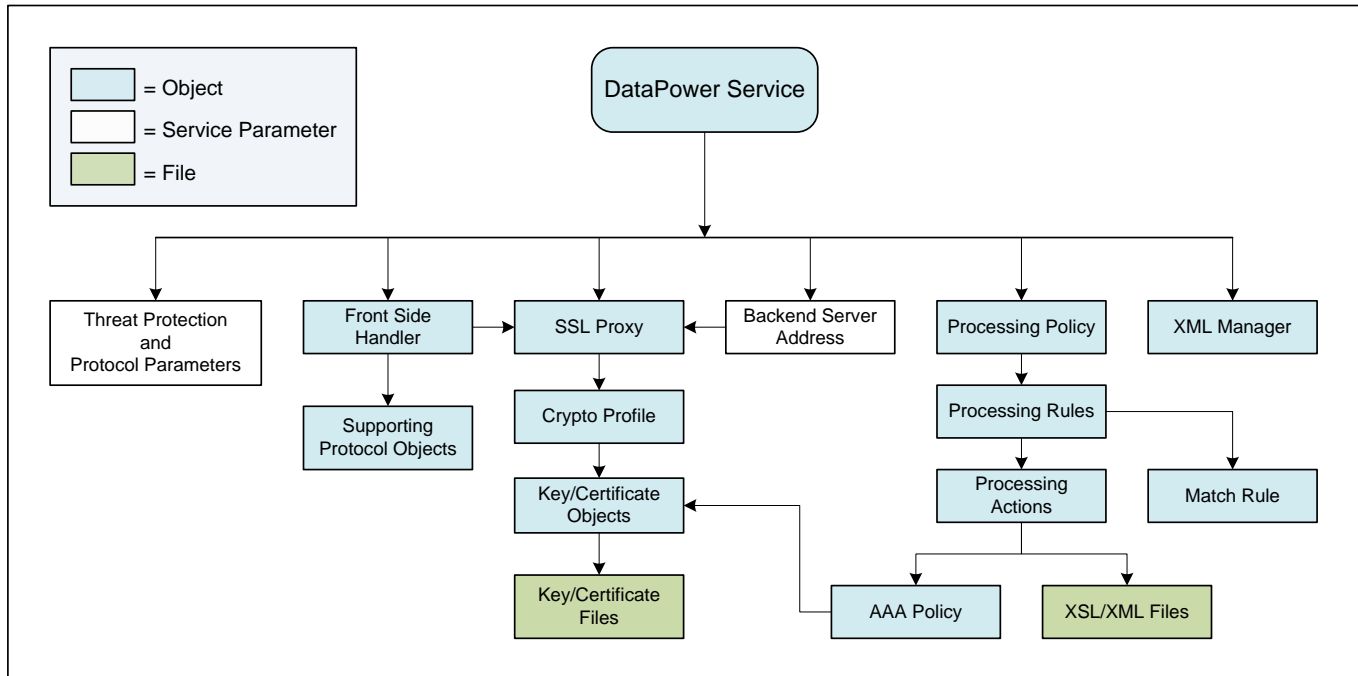 = Object
= Service Parameter
= File
DataPower Service
Threat Protection
and
Protocol Parameters
Front Side
Handler
SSL Proxy
Backend Server
Address
Processing Policy
XML Manager
Supporting
Protocol Objects
Crypto Profile
Processing Rules
Key/Certificate
Objects
Processing
Actions
Match Rule
Key/Certificate
Files
AAA Policy
XSL/XML Files